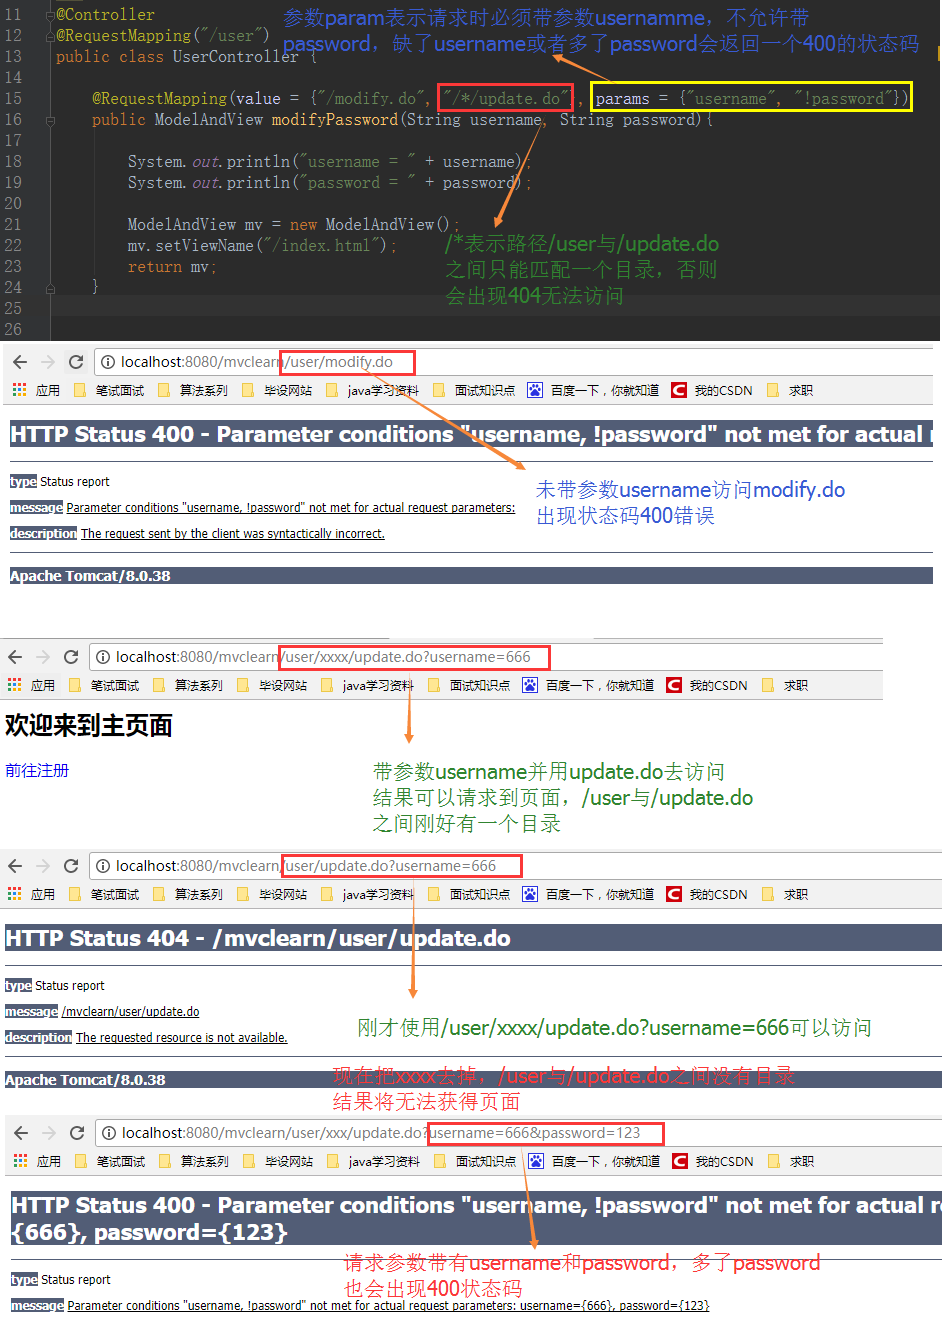 11 @Controller
参数param表示请求时必须带参数usernamme，不允许带
12 @RequestMapping("/user")
password，缺了username或者多了password会返回一个400的状态码
13 public class UserController {
14
15 @RequestMapping(value = {"/modify.do", "/*/update.do"}, params = {"username", "!password"})
16 public ModelAndView modifyPassword(String username, String password){
17
18 System.out.println("username = " + username);
19 System.out.println("password = " + password);
20
21 ModelAndView mv = new ModelAndView();
22 mv.setViewName("/index.html");
23 return mv;
24 }
25
26
/*表示路径/user与/update.do
之间只能匹配一个目录，否则
会出现404无法访问
localhost:8080/mvclearn/user/modify.do
应用 笔试面试 算法系列 毕设网站 java学习资料 面试知识点 百度一下，你就知道 我的CSDN 求职
HTTP Status 400 - Parameter conditions "username, !password" not met for actual r
type Status report
message Parameter conditions "username, !password" not met for actual request parameters:
description The request sent by the client was syntactically incorrect.
Apache Tomcat/8.0.38
未带参数username访问modify.do
出现状态码400错误
localhost:8080/mvclearn/user/xxxx/update.do?username=666
应用 笔试面试 算法系列 毕设网站 java学习资料 面试知识点 百度一下，你就知道 我的CSDN 求职
欢迎来到主页面
前往注册
带参数username并用update.do去访问
结果可以请求到页面，/user与/update.do
之间刚好有一个目录
localhost:8080/mvclearn/user/update.do?username=666
应用 笔试面试 算法系列 毕设网站 java学习资料 面试知识点 百度一下，你就知道 我的CSDN 求职
HTTP Status 404 - /mvclearn/user/update.do
type Status report
message /mvclearn/user/update.do
description The requested resource is not available.
Apache Tomcat/8.0.38
刚才使用/user/xxxx/update.do?username=666可以访问
现在把xxxx去掉，/user与/update.do之间没有目录
结果将无法获得页面
localhost:8080/mvclearn/user/xxx/update.do?username=666&password=123
应用 笔试面试 算法系列 毕设网站 java学习资料 面试知识点 百度一下，你就知道 我的CSDN 求职
HTTP Status 400 - Parameter conditions "username, !password" not met for actual re
{666}, password={123}
type Status report
message Parameter conditions "username, !password" not met for actual request parameters: username={666}, password={123}
请求参数带有username和password，多了password
也会出现400状态码